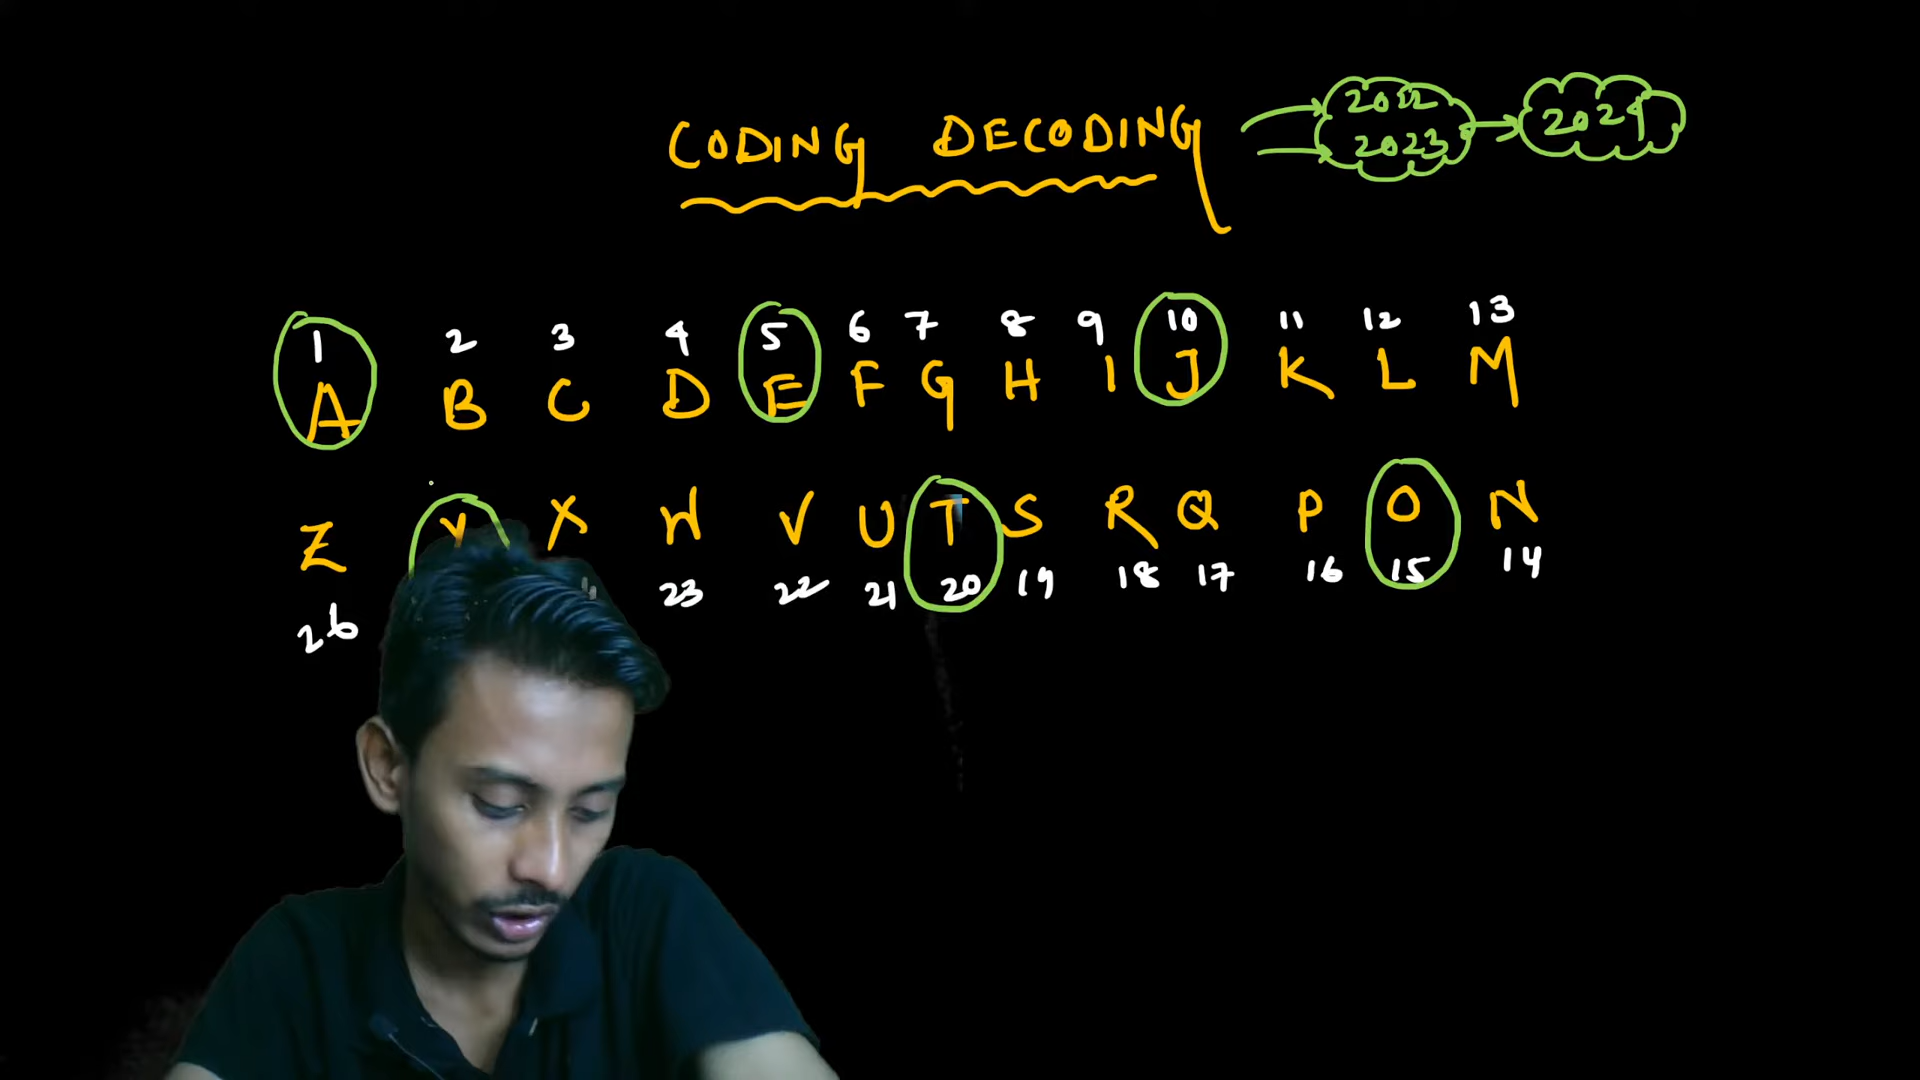 CODING DECODING
2022
2023
2024
1 2 3 4 5 6 7 8 9 10 11 12 13
A B C D E F G H I J K L M
Z Y X W V U T S R Q P O N
26 23 22 21 20 19 18 17 16 15 14